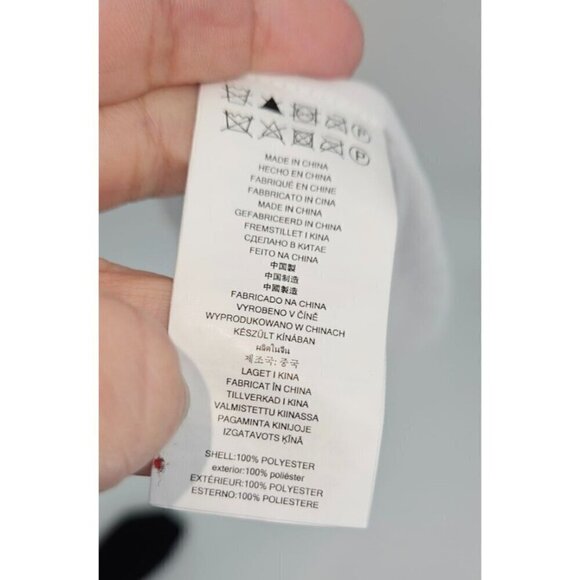 MADE IN CHINA
HECHO EN CHINA
FABRIQUÉ EN CHINE
FABBRICATO IN CINA
MADE IN CHINA
GEFABRICEERD IN CHINA
FREMSTILLET I KINA
СДЕЛАНО В КИТАЕ
FEITO NA CHINA
中国製
中国制造
中國製造
FABRICADO NA CHINA
VYROBENO V ČÍNĚ
WYPRODUKOWANO W CHINACH
KÉSZÜLT KÍNÁBAN
ผลิตในจีน
제조국: 중국
LAGET I KINA
FABRICAT ÎN CHINA
TILLVERKAD I KINA
VALMISTETTU KIINASSA
PAGAMINTA KINIJOJE
IZGATAVOTS ĶĪNĀ
SHELL:100% POLYESTER
exterior:100% poliéster
EXTÉRIEUR:100% POLYESTER
ESTERNO:100% POLIESTERE